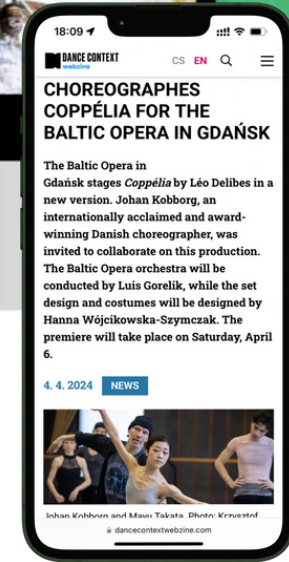 18:09
DANCE CONTEXT
webzine
CS EN
CHOREOGRAPHES
COPPÉLIA FOR THE
BALTIC OPERA IN GDAŃSK
The Baltic Opera in
Gdańsk stages Coppélia by Léo Delibes in a
new version. Johan Kobborg, an
internationally acclaimed and award-
winning Danish choreographer, was
invited to collaborate on this production.
The Baltic Opera orchestra will be
conducted by Luis Gorelik, while the set
design and costumes will be designed by
Hanna Wójcikowska-Szymczak. The
premiere will take place on Saturday, April
6.
4. 4. 2024 NEWS
Johan Kobborg and Mayu Takata. Photo: Krzysztof
dancecontextwebzine.com